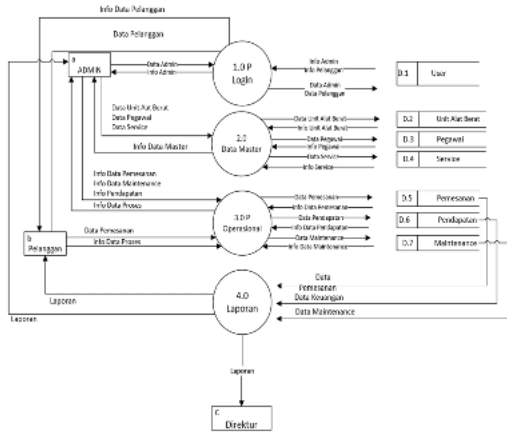 Info Data Pelanggan
Data Pelanggan
a
ADMIN
Data Admin
Info Admin
1.0 P
Login
Info Admin
Info Pelanggan
Data Admin
Data Pelanggan
D.1 User
Data Unit Alat Berat
Data Pegawai
Data Service
Info Data Master
2.0
Data Master
Data Unit Alat Berat
Info Unit Alat Berat
Data Pegawai
Info Pegawai
Data Service
Info Service
D.2 Unit Alat Berat
D.3 Pegawai
D.4 Service
Info Data Pemesanan
Info Data Maintenance
Info Pendapatan
Info Data Proses
3.0 P
Operasional
Data Pemesanan
Info Data Pemesanan
Data Pendapatan
Info Data Pendapatan
Data Maintenance
Info Data Maintenance
D.5 Pemesanan
D.6 Pendapatan
D.7 Maintenance
b
Pelanggan
Data Pemesanan
Info Data Proses
4.0
Laporan
Data
Pemesanan
Data Keuangan
Data Maintenance
Laporan
Laporan
Laporan
C
Direktur